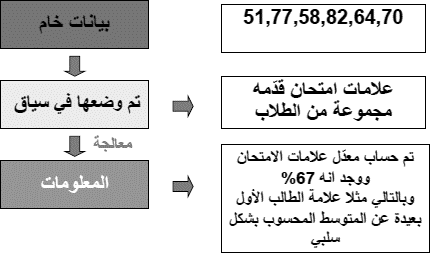 بيانات خام
51,77,58,82,64,70
تم وضعها في سياق
علامات امتحان قدّمه
مجموعة من الطلاب
معالجة
المعلومات
تم حساب معدّل علامات الامتحان
ووجد انه 67%
وبالتالي مثلا علامة الطالب الأول
بعيدة عن المتوسط المحسوب بشكل
سلبي